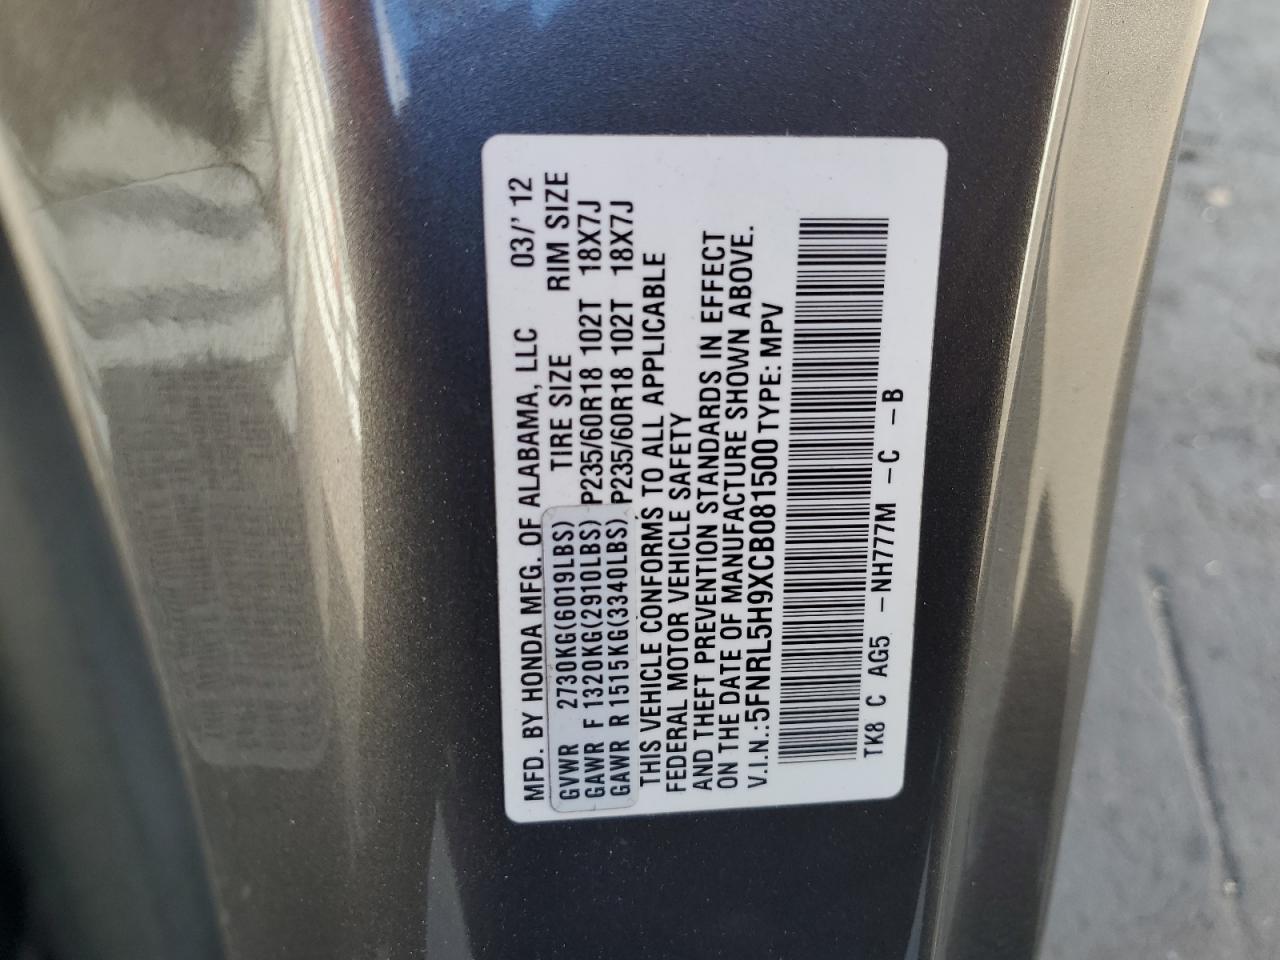 MFD. BY HONDA MFG. OF ALABAMA, LLC 03/'12
GVWR 2730KG(6019LBS) TIRE SIZE RIM SIZE
GAWR F 1320KG(2910LBS) P235/60R18 102T 18X7J
GAWR R 1515KG(3340LBS) P235/60R18 102T 18X7J
THIS VEHICLE CONFORMS TO ALL APPLICABLE
FEDERAL MOTOR VEHICLE SAFETY
AND THEFT PREVENTION STANDARDS IN EFFECT
ON THE DATE OF MANUFACTURE SHOWN ABOVE.
V.I.N.:5FNRL5H9XCB081500 TYPE: MPV
TK8 C AG5 -NH777M -C -B